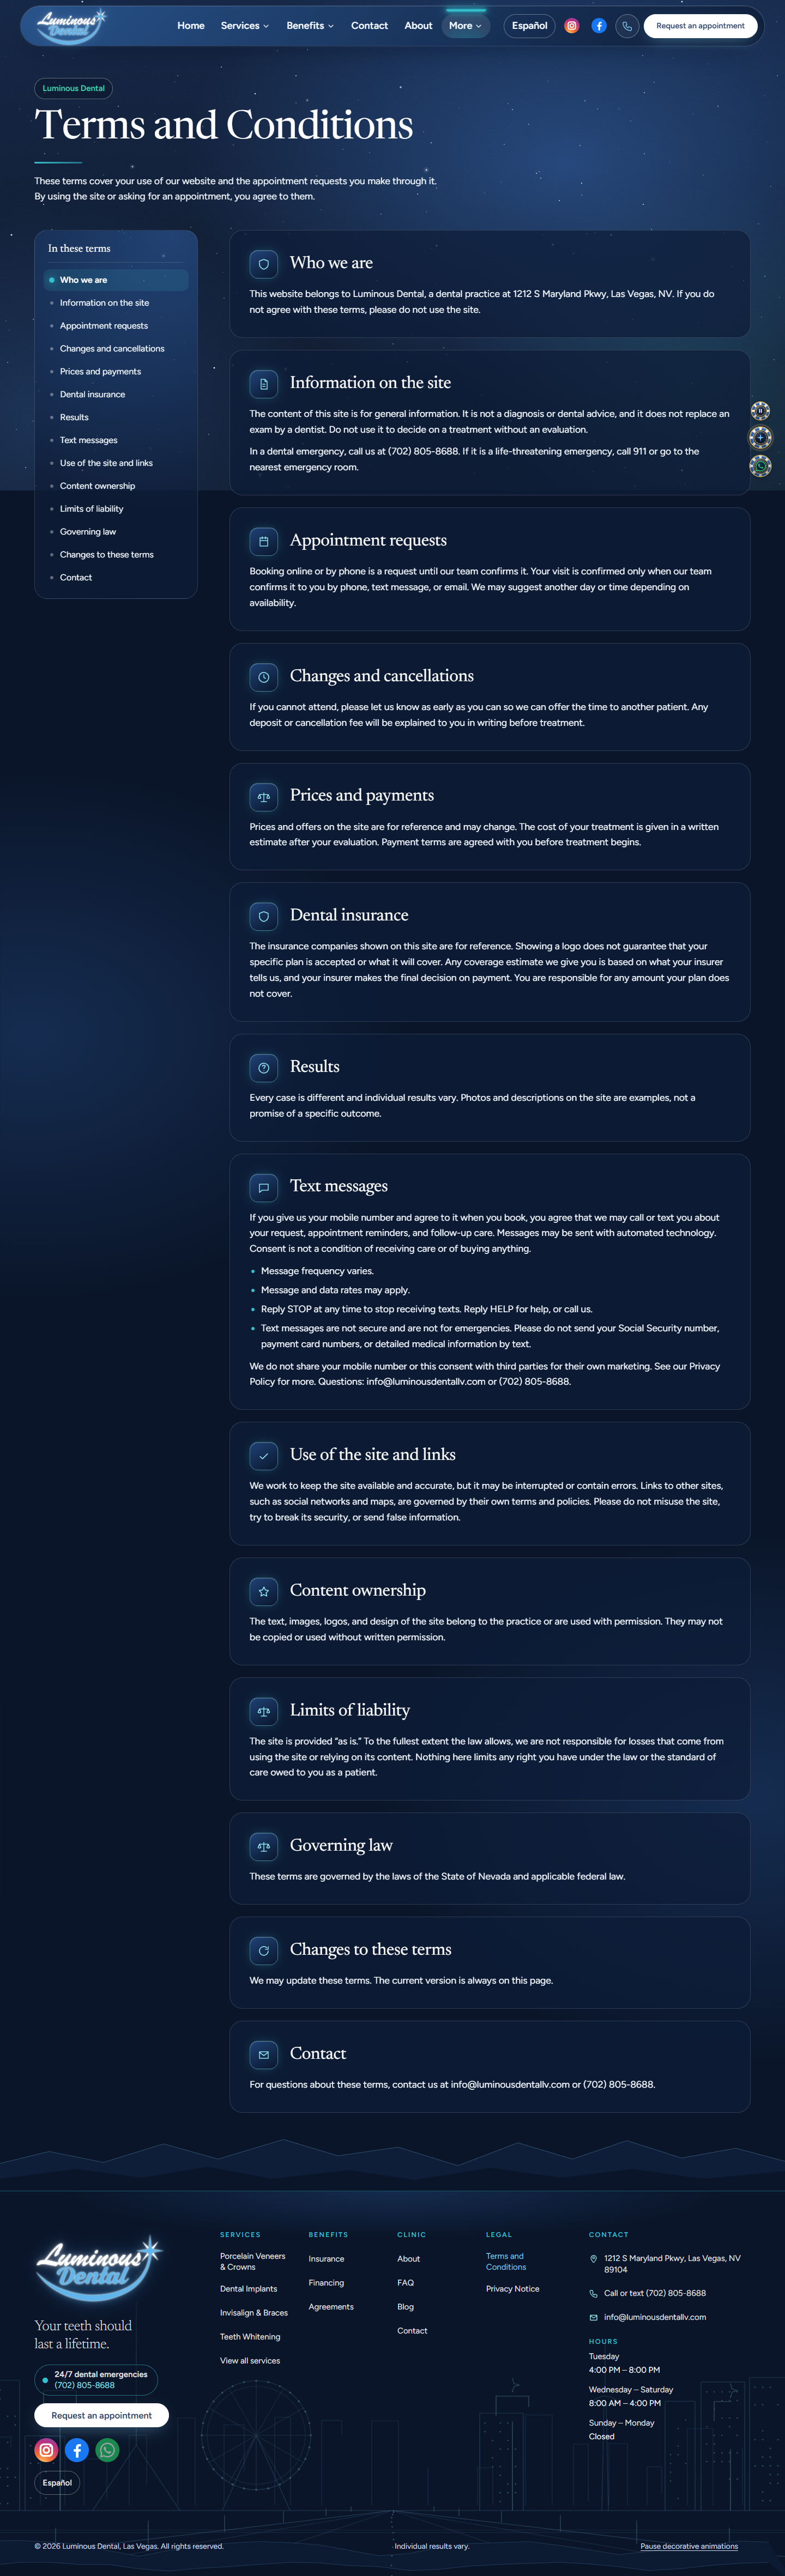 Luminous
Dental
Home
Services
Benefits
Contact
About
More
Español
Request an appointment
Luminous Dental
Terms and Conditions
These terms cover your use of our website and the appointment requests you make through it.
By using the site or asking for an appointment, you agree to them.
In these terms
Who we are
Information on the site
Appointment requests
Changes and cancellations
Prices and payments
Dental insurance
Results
Text messages
Use of the site and links
Content ownership
Limits of liability
Governing law
Changes to these terms
Contact
Who we are
This website belongs to Luminous Dental, a dental practice at 1212 S Maryland Pkwy, Las Vegas, NV. If you do
not agree with these terms, please do not use the site.
Information on the site
The content of this site is for general information. It is not a diagnosis or dental advice, and it does not replace an
exam by a dentist. Do not use it to decide on a treatment without an evaluation.
In a dental emergency, call us at (702) 805-8688. If it is a life-threatening emergency, call 911 or go to the
nearest emergency room.
Appointment requests
Booking online or by phone is a request until our team confirms it. Your visit is confirmed only when our team
confirms it to you by phone, text message, or email. We may suggest another day or time depending on
availability.
Changes and cancellations
If you cannot attend, please let us know as early as you can so we can offer the time to another patient. Any
deposit or cancellation fee will be explained to you in writing before treatment.
Prices and payments
Prices and offers on the site are for reference and may change. The cost of your treatment is given in a written
estimate after your evaluation. Payment terms are agreed with you before treatment begins.
Dental insurance
The insurance companies shown on this site are for reference. Showing a logo does not guarantee that your
specific plan is accepted or what it will cover. Any coverage estimate we give you is based on what your insurer
tells us, and your insurer makes the final decision on payment. You are responsible for any amount your plan does
not cover.
Results
Every case is different and individual results vary. Photos and descriptions on the site are examples, not a
promise of a specific outcome.
Text messages
If you give us your mobile number and agree to it when you book, you agree that we may call or text you about
your request, appointment reminders, and follow-up care. Messages may be sent with automated technology.
Consent is not a condition of receiving care or of buying anything.
Message frequency varies.
Message and data rates may apply.
Reply STOP at any time to stop receiving texts. Reply HELP for help, or call us.
Text messages are not secure and are not for emergencies. Please do not send your Social Security number,
payment card numbers, or detailed medical information by text.
We do not share your mobile number or this consent with third parties for their own marketing. See our Privacy
Policy for more. Questions: info@luminousdentallv.com or (702) 805-8688.
Use of the site and links
We work to keep the site available and accurate, but it may be interrupted or contain errors. Links to other sites,
such as social networks and maps, are governed by their own terms and policies. Please do not misuse the site,
try to break its security, or send false information.
Content ownership
The text, images, logos, and design of the site belong to the practice or are used with permission. They may not
be copied or used without written permission.
Limits of liability
The site is provided “as is.” To the fullest extent the law allows, we are not responsible for losses that come from
using the site or relying on its content. Nothing here limits any right you have under the law or the standard of
care owed to you as a patient.
Governing law
These terms are governed by the laws of the State of Nevada and applicable federal law.
Changes to these terms
We may update these terms. The current version is always on this page.
Contact
For questions about these terms, contact us at info@luminousdentallv.com or (702) 805-8688.
Luminous
Dental
Your teeth should
last a lifetime.
24/7 dental emergencies
(702) 805-8688
Request an appointment
Español
SERVICES
Porcelain Veneers
& Crowns
Dental Implants
Invisalign & Braces
Teeth Whitening
View all services
BENEFITS
Insurance
Financing
Agreements
CLINIC
About
FAQ
Blog
Contact
LEGAL
Terms and
Conditions
Privacy Notice
CONTACT
1212 S Maryland Pkwy, Las Vegas, NV
89104
Call or text (702) 805-8688
info@luminousdentallv.com
HOURS
Tuesday
4:00 PM – 8:00 PM
Wednesday – Saturday
8:00 AM – 4:00 PM
Sunday – Monday
Closed
© 2026 Luminous Dental, Las Vegas. All rights reserved.
Individual results vary.
Pause decorative animations